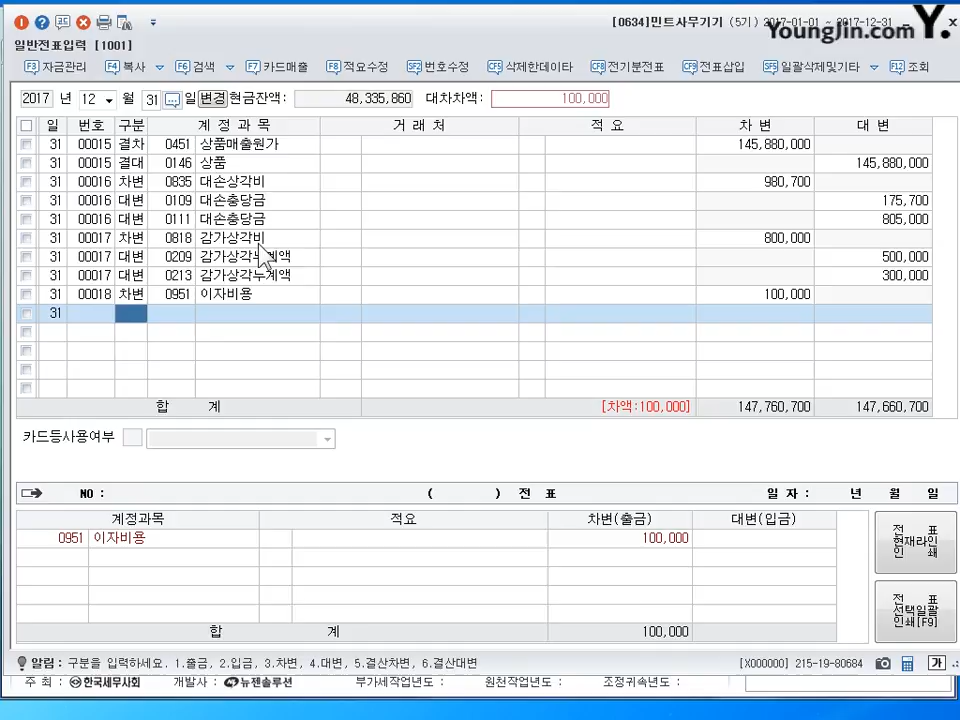 [0634]민트사무기기 (5기) 2017-01-01 ~ 2017-12-31
YoungJin.com Y.
일반전표입력 [1001]
F3 자금관리 F4 복사 F6 검색 F7 카드매출 F8 적요수정 SF2 번호수정 CF5 삭제한데이타 CF8 전기분전표 CF9 전표삽입 SF5 일괄삭제및기타 F12 조회
2017 년 12 월 31 일 변경 현금잔액: 48,335,860 대차차액: 100,000
일 번호 구분 계 정 과 목 거 래 처 적 요 차 변 대 변
31 00015 결차 0451 상품매출원가 145,880,000
31 00015 결대 0146 상품 145,880,000
31 00016 차변 0835 대손상각비 980,700
31 00016 대변 0109 대손충당금 175,700
31 00016 대변 0111 대손충당금 805,000
31 00017 차변 0818 감가상각비 800,000
31 00017 대변 0209 감가상각누계액 500,000
31 00017 대변 0213 감가상각누계액 300,000
31 00018 차변 0951 이자비용 100,000
31
합 계 [차액:100,000] 147,760,700 147,660,700
카드등사용여부
NO : ( ) 전 표 일 자 : 년 월 일
계정과목 적요 차변(출금) 대변(입금)
0951 이자비용 100,000
합 계 100,000
전 표
현재라인
인 쇄
전 표
선택일괄
인쇄[F9]
알림 : 구분을 입력하세요. 1.출금, 2.입금, 3.차변, 4.대변, 5.결산차변, 6.결산대변 [X000000] 215-19-80684 가
주 최 : 한국세무사회 개발사 : 뉴젠솔루션 부가세작업년도 : 원천작업년도 : 조정귀속년도 :